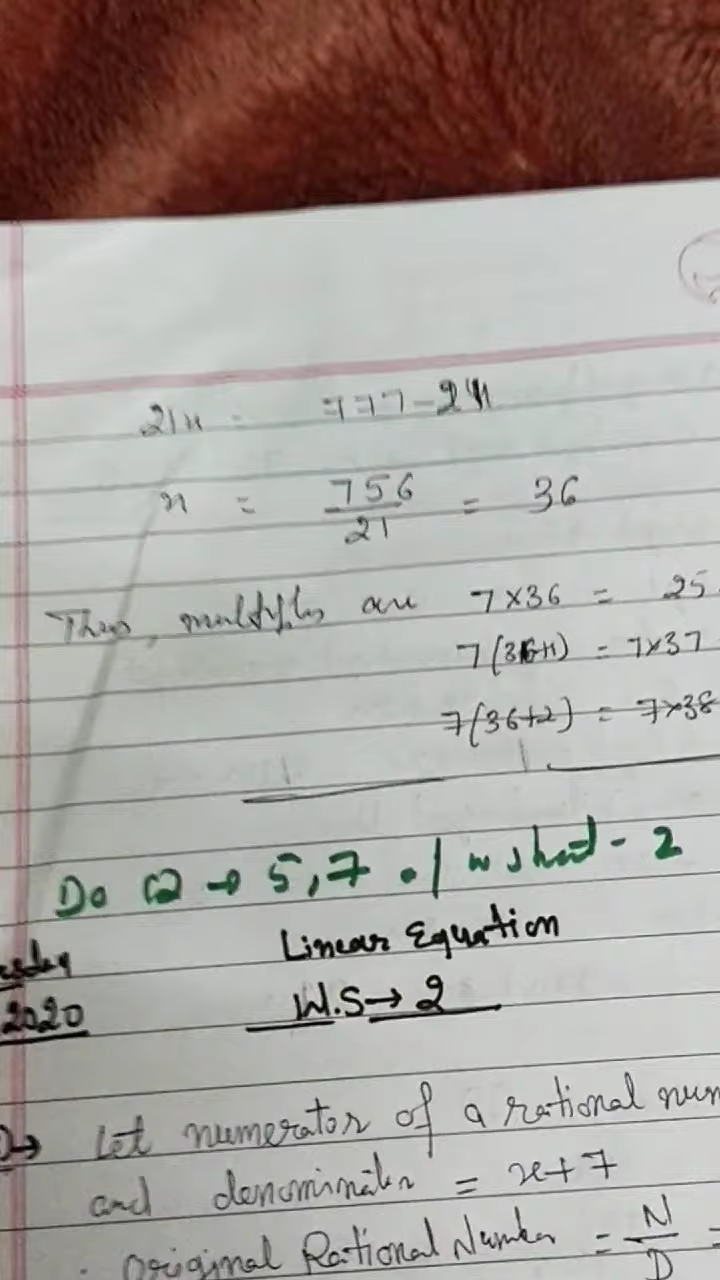 21x = 777-21
x = 756/21 = 36
Thus, multiples are 7×36 = 25
7(36+1) = 7×37
7(36+2) = 7×38
Do Q → 5,7 of w sheet - 2
Linear Equation
2020 W.S → 2
Let numerator of a rational num
and denominator = x+7
original Rational Number = N/D =